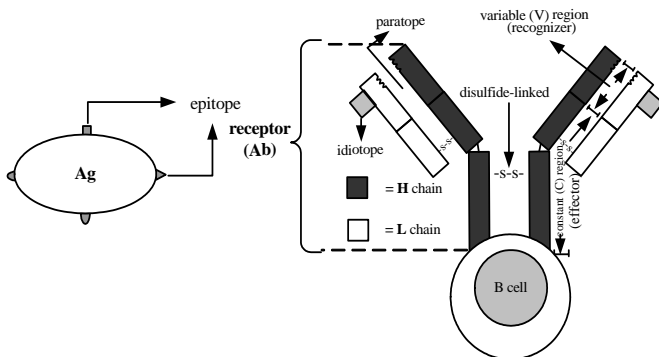 paratope
variable (V) region
(recognizer)
epitope
disulfide-linked
receptor
(Ab)
Ag
idiotope
-s-s-
-s-s-
-s-s-
= H chain
= L chain
constant (C) region
(effector)
B cell